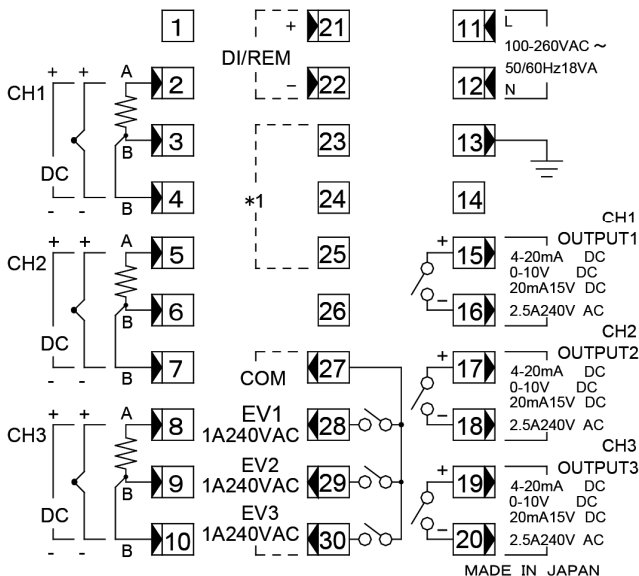 1
CH1
+ + A
B
DC
- - B
2
3
4
CH2
+ + A
B
DC
- - B
5
6
7
CH3
+ + A
B
DC
- - B
8
9
10
DI/REM
+
-
21
22
*1
23
24
25
26
COM
27
EV1
1A240VAC
28
EV2
1A240VAC
29
EV3
1A240VAC
30
11
L
100-260VAC ~
50/60Hz18VA
12
N
13
14
CH1
OUTPUT1
+ 15
4-20mA DC
0-10V DC
20mA15V DC
- 16
2.5A240V AC
CH2
OUTPUT2
+ 17
4-20mA DC
0-10V DC
20mA15V DC
- 18
2.5A240V AC
CH3
OUTPUT3
+ 19
4-20mA DC
0-10V DC
20mA15V DC
- 20
2.5A240V AC
MADE IN JAPAN